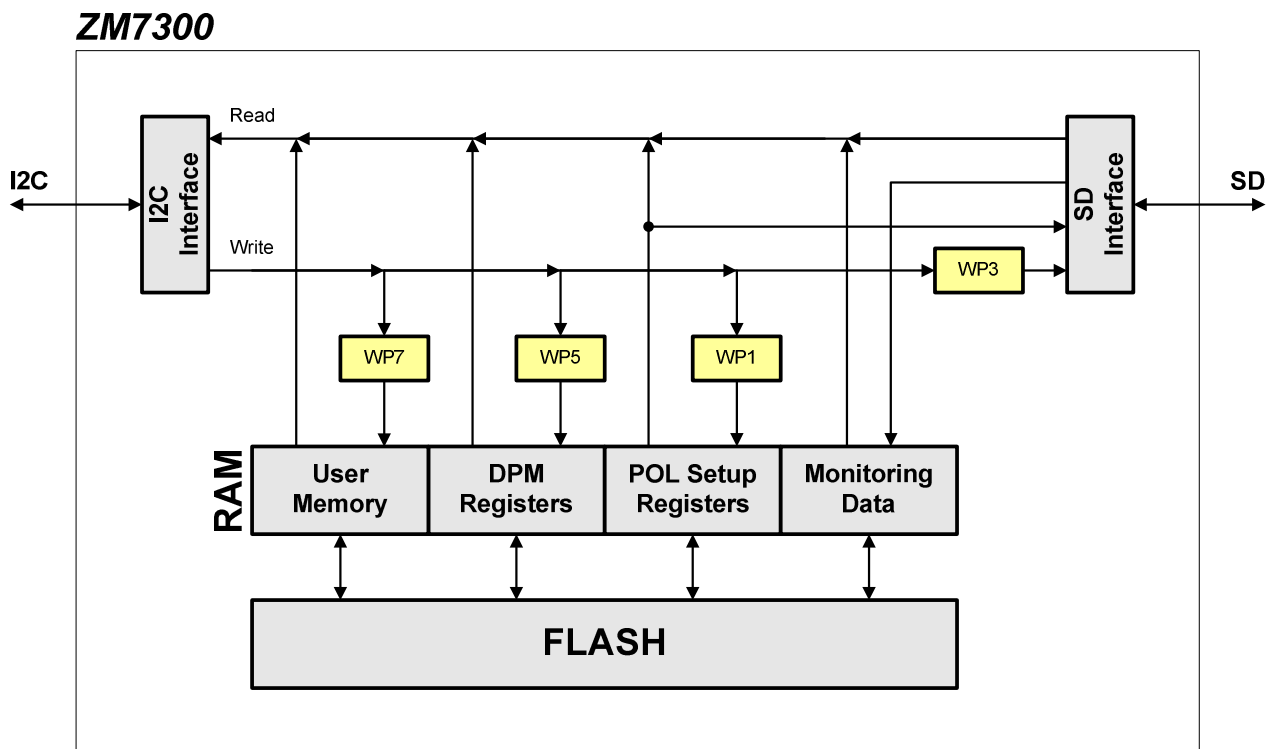 ZM7300
Read
I2C
I2C
Interface
SD
Interface
SD
Write
WP3
WP7
WP5
WP1
RAM
User
Memory
DPM
Registers
POL Setup
Registers
Monitoring
Data
FLASH